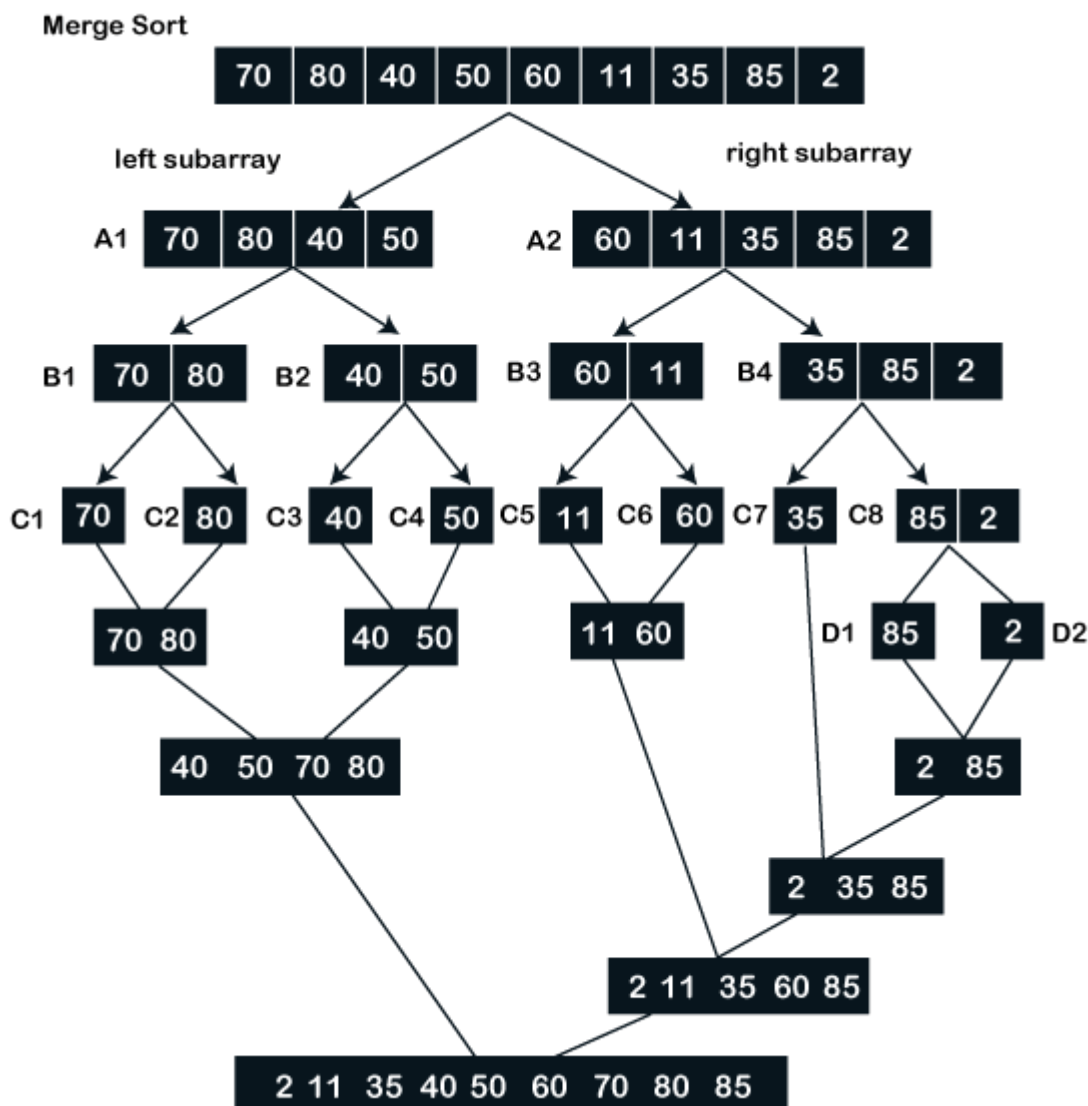 Merge Sort
70 80 40 50 60 11 35 85 2
left subarray right subarray
A1 70 80 40 50 A2 60 11 35 85 2
B1 70 80 B2 40 50 B3 60 11 B4 35 85 2
C1 70 C2 80 C3 40 C4 50 C5 11 C6 60 C7 35 C8 85 2
70 80 40 50 11 60 D1 85 2 D2
40 50 70 80 2 85
2 35 85
2 11 35 60 85
2 11 35 40 50 60 70 80 85